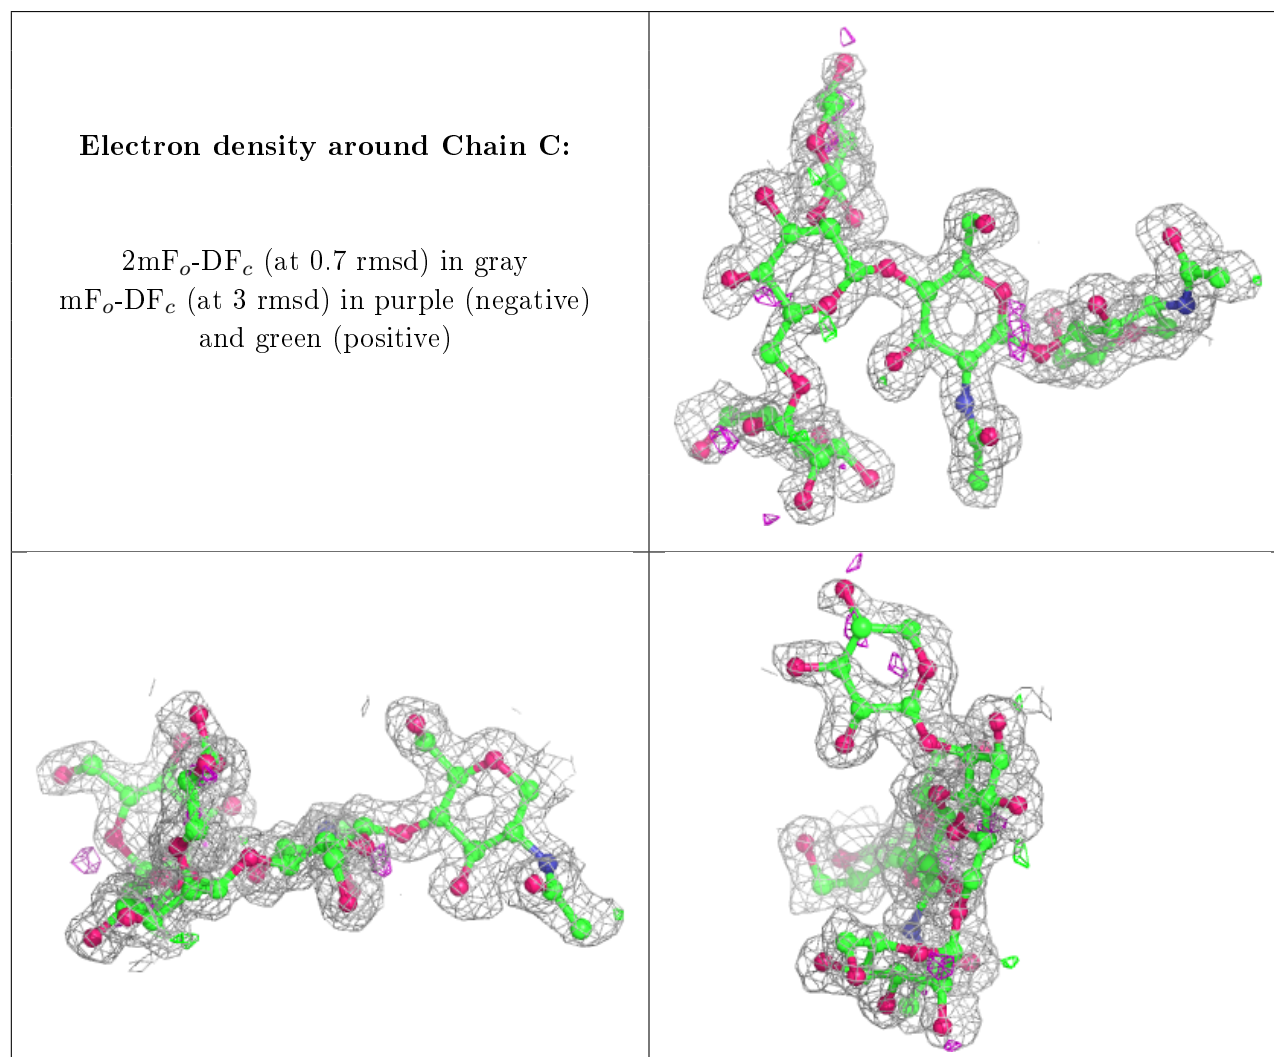 Electron density around Chain C:
2mFₒ-DF𝒸 (at 0.7 rmsd) in gray
mFₒ-DF𝒸 (at 3 rmsd) in purple (negative)
and green (positive)